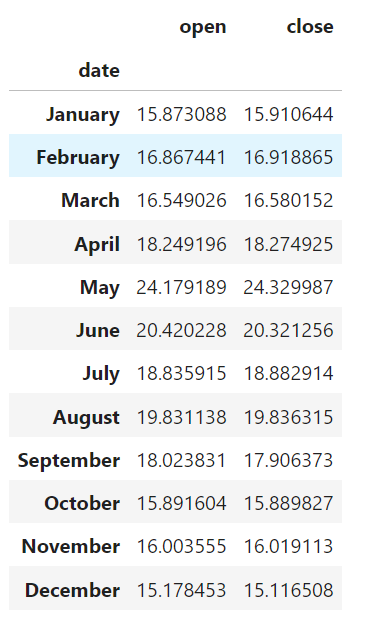 open close
date
January 15.873088 15.910644
February 16.867441 16.918865
March 16.549026 16.580152
April 18.249196 18.274925
May 24.179189 24.329987
June 20.420228 20.321256
July 18.835915 18.882914
August 19.831138 19.836315
September 18.023831 17.906373
October 15.891604 15.889827
November 16.003555 16.019113
December 15.178453 15.116508